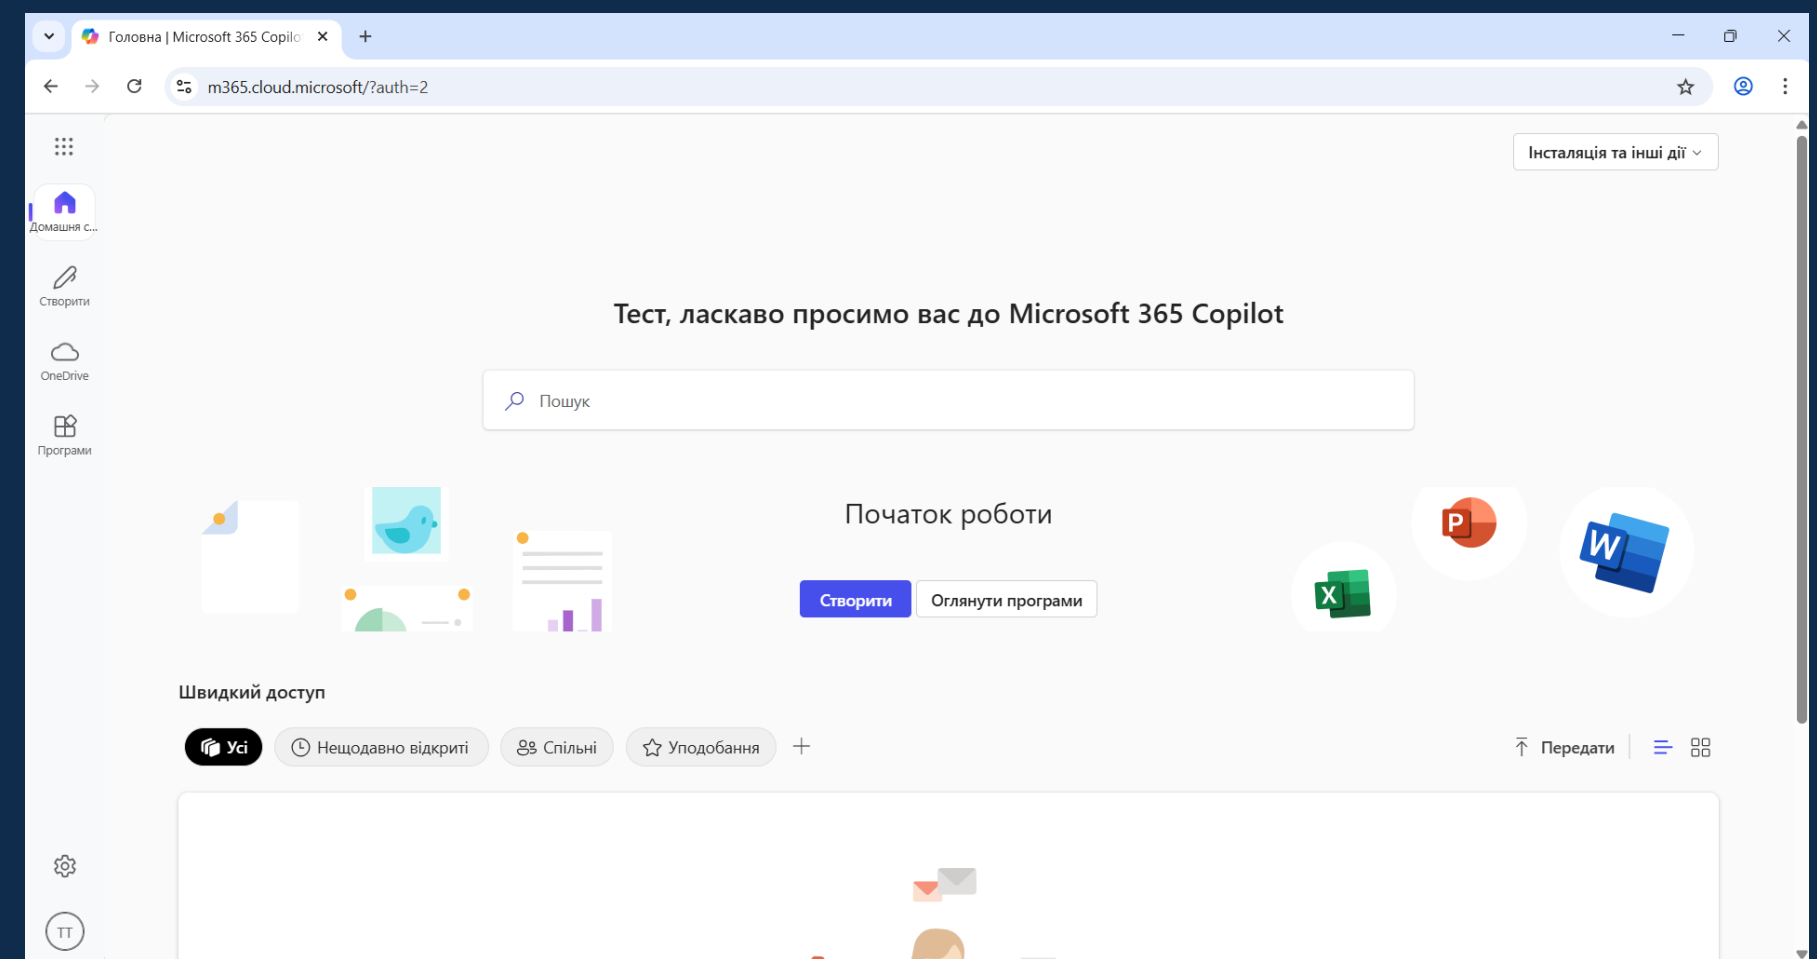 Головна | Microsoft 365 Copilo
m365.cloud.microsoft/?auth=2
Інсталяція та інші дії
Домашня с...
Створити
OneDrive
Програми
Тест, ласкаво просимо вас до Microsoft 365 Copilot
Пошук
Початок роботи
Створити Оглянути програми
P
W
X
Швидкий доступ
Усі Нещодавно відкриті Спільні Уподобання Передати
TT